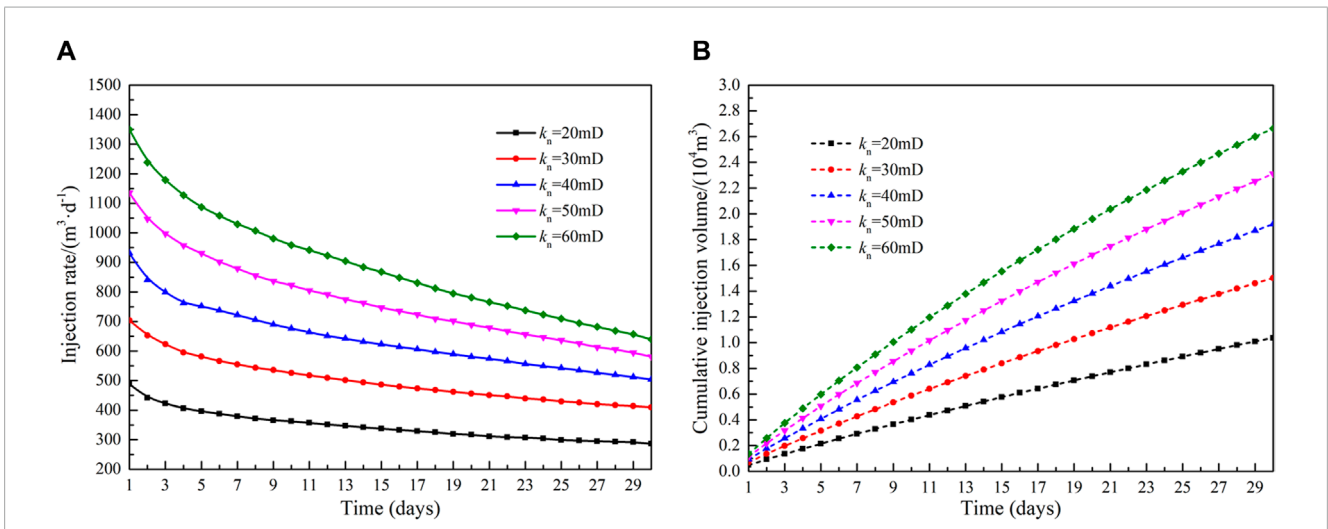 A
1500
1400
1300
1200
1100
1000
900
800
700
600
500
400
300
200
Injection rate/(m³·d⁻¹)
kₙ=20mD
kₙ=30mD
kₙ=40mD
kₙ=50mD
kₙ=60mD
1 3 5 7 9 11 13 15 17 19 21 23 25 27 29
Time (days)
B
3.0
2.8
2.6
2.4
2.2
2.0
1.8
1.6
1.4
1.2
1.0
0.8
0.6
0.4
0.2
0.0
Cumulative injection volume/(10⁴m³)
kₙ=20mD
kₙ=30mD
kₙ=40mD
kₙ=50mD
kₙ=60mD
1 3 5 7 9 11 13 15 17 19 21 23 25 27 29
Time (days)